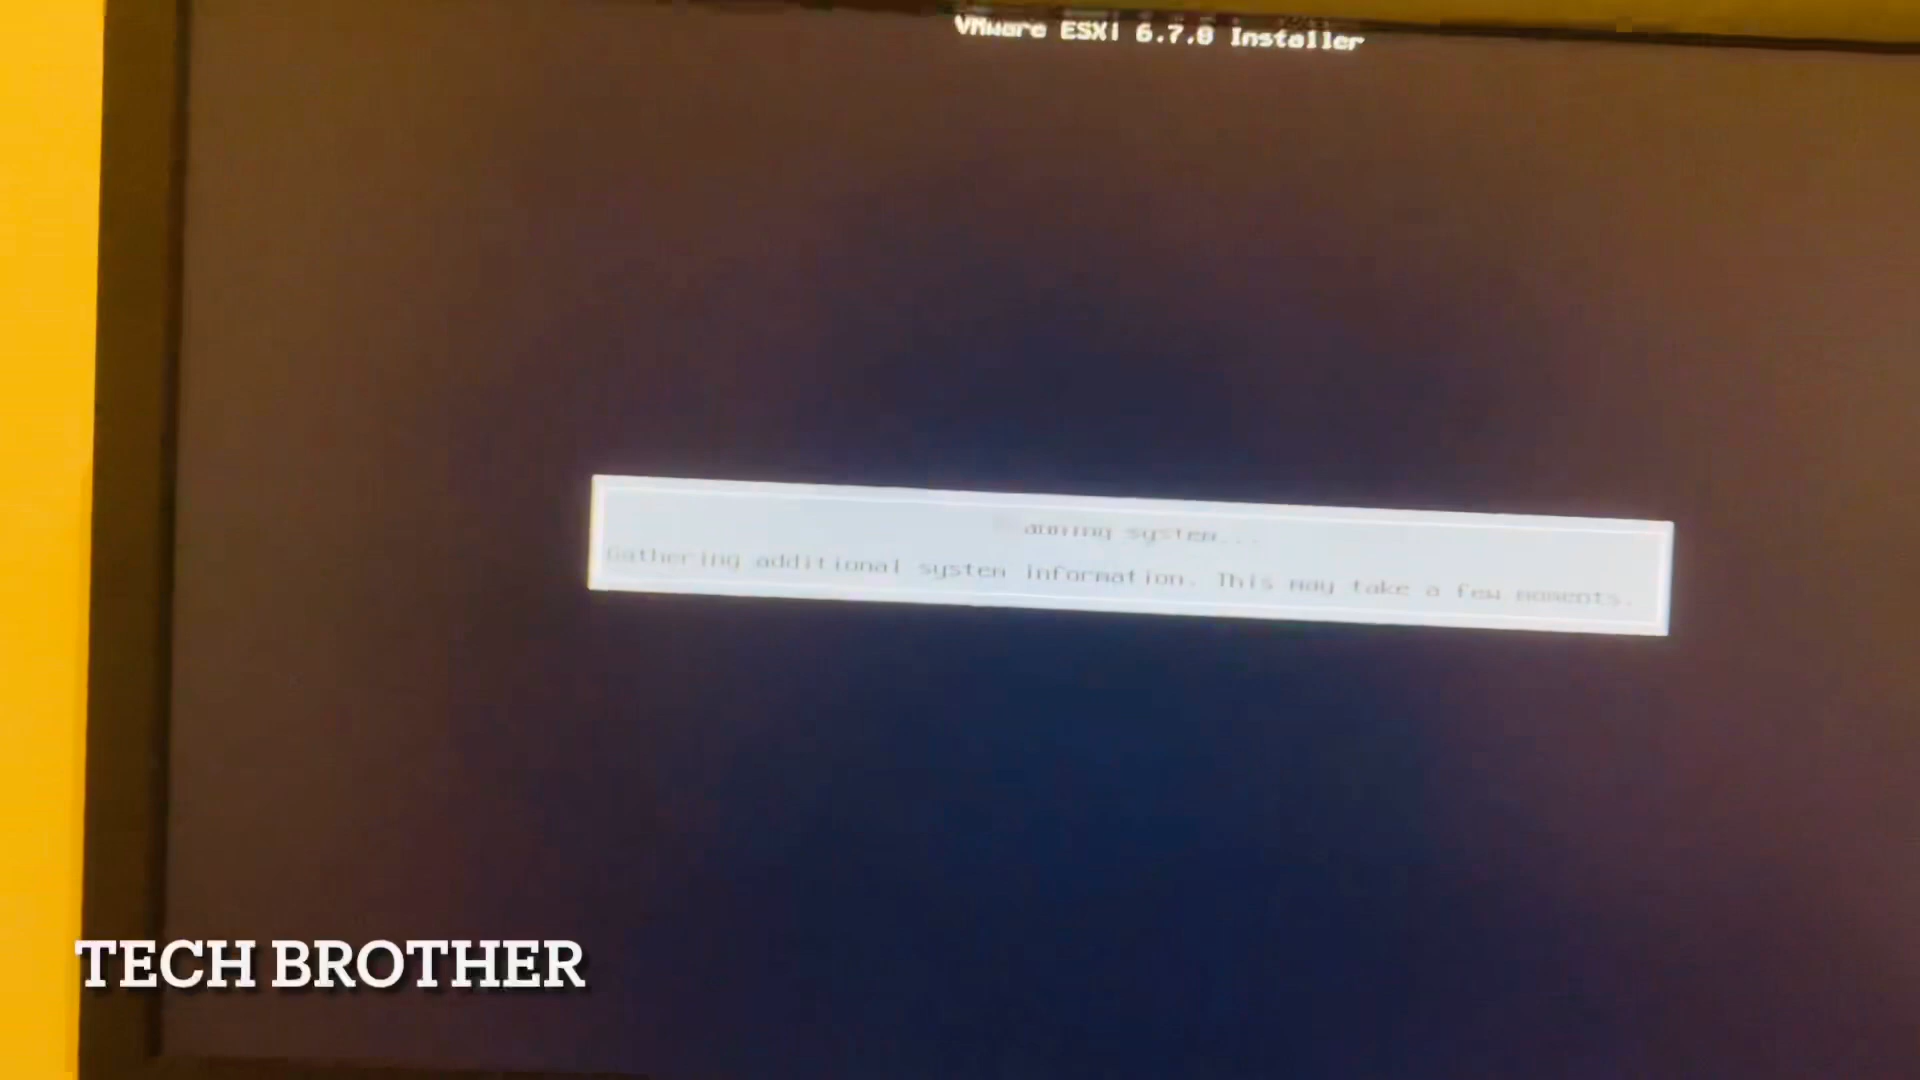 VMware ESXi 6.7.0 Installer
system...
Gathering additional system information. This may take a few moments.
TECH BROTHER